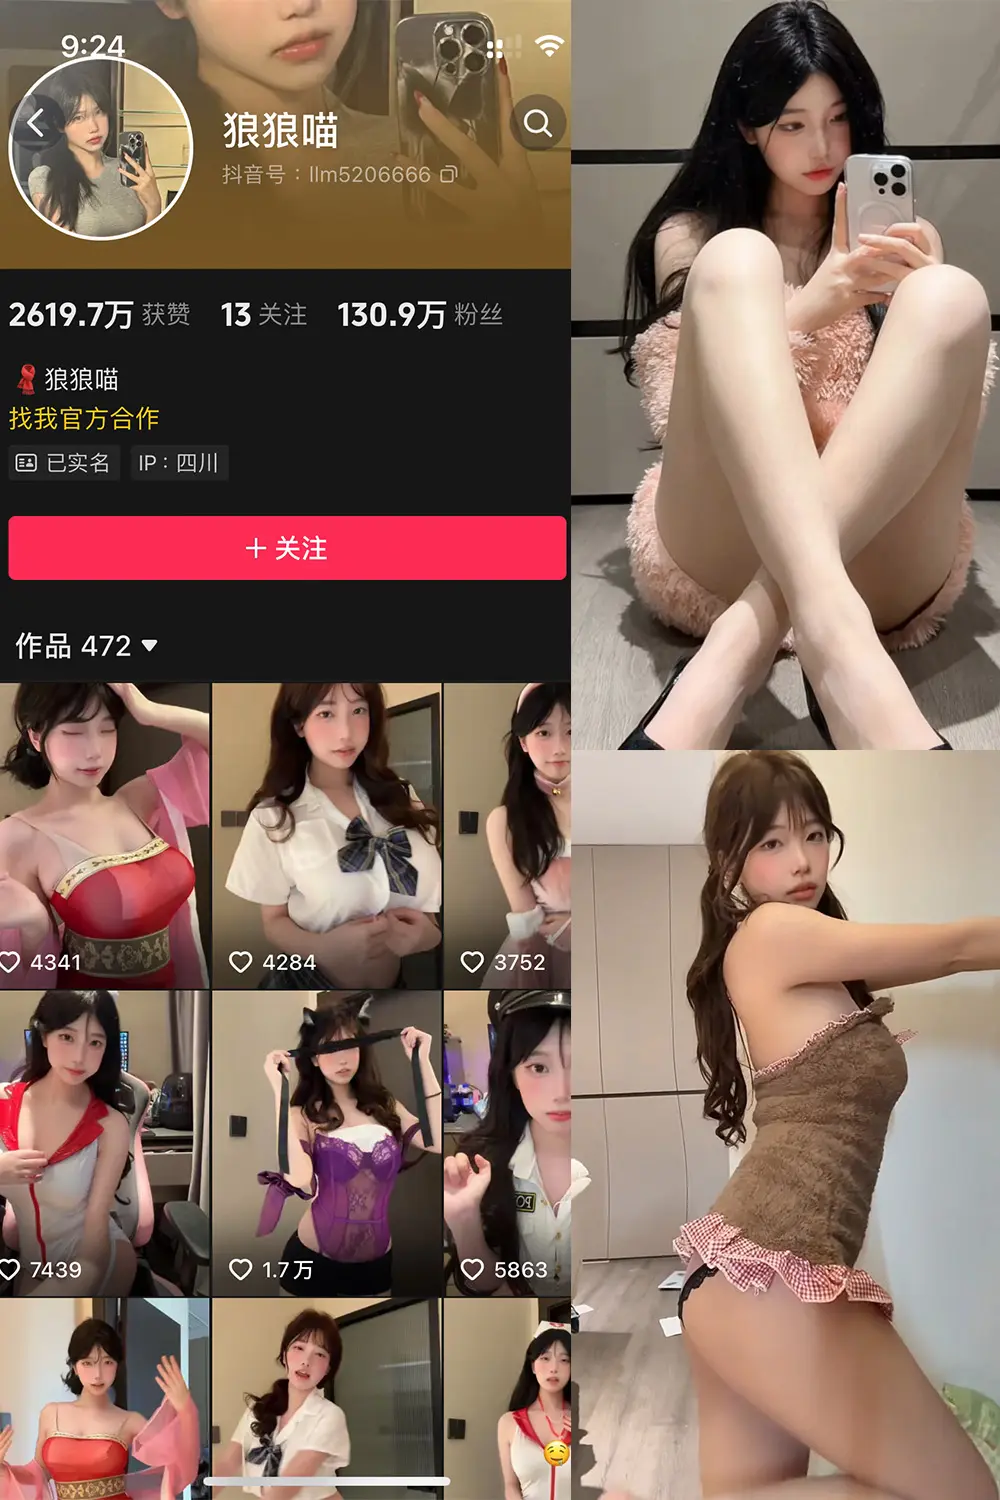 9:24
狼狼喵
抖音号：llm5206666
2619.7万 获赞 13 关注 130.9万 粉丝
狼狼喵
找我官方合作
已实名 IP：四川
+ 关注
作品 472
4341 4284 3752
7439 1.7万 5863